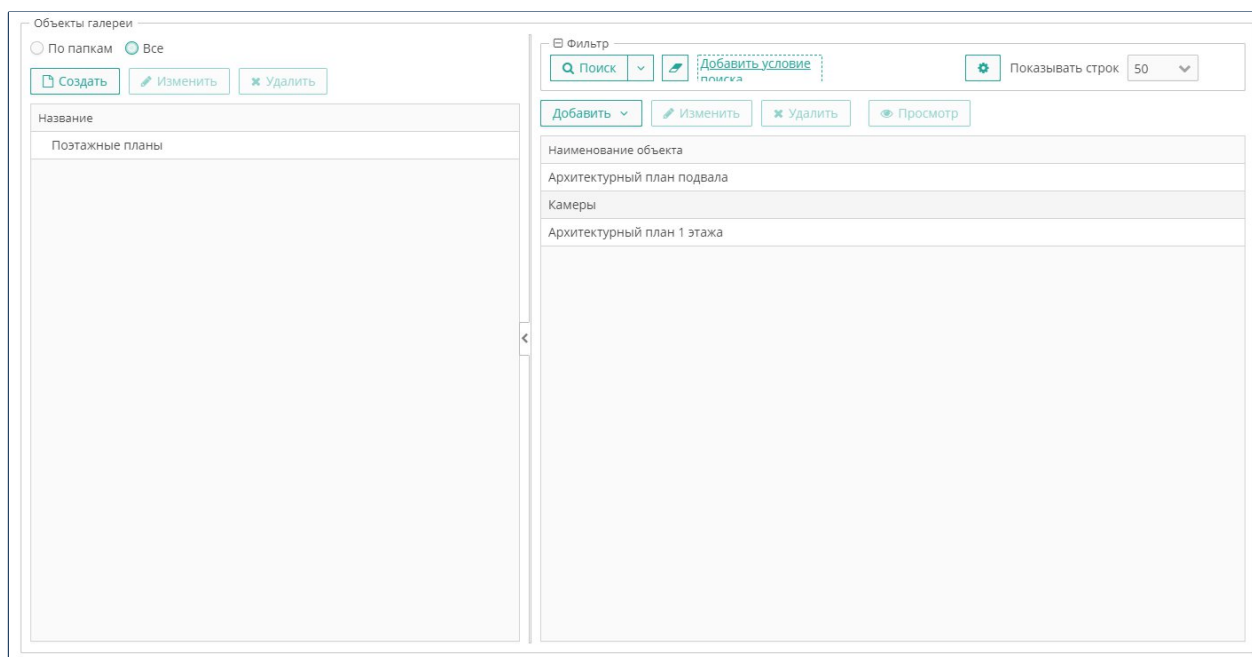 Объекты галереи
По папкам Все
Создать Изменить Удалить
Название
Поэтажные планы
Фильтр
Поиск Добавить условие
поиска
Показывать строк 50
Добавить Изменить Удалить Просмотр
Наименование объекта
Архитектурный план подвала
Камеры
Архитектурный план 1 этажа